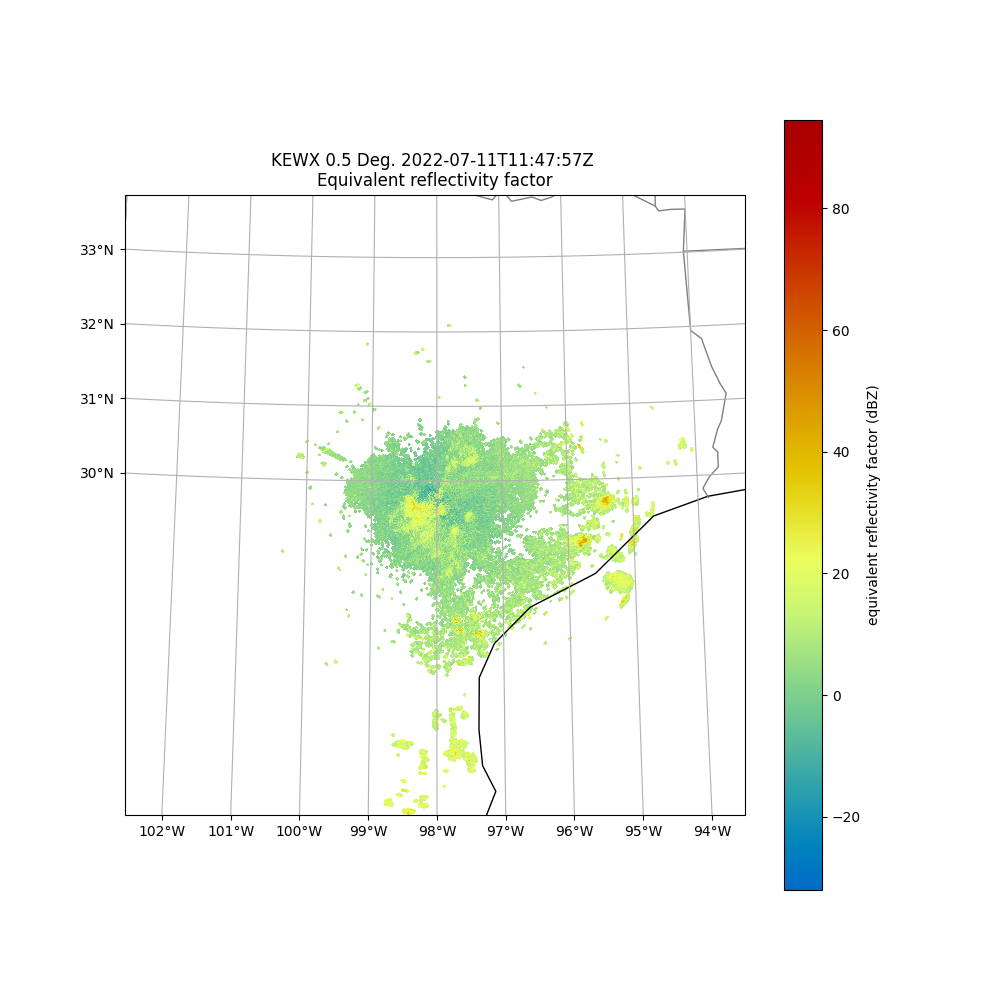 KEWX 0.5 Deg. 2022-07-11T11:47:57Z
Equivalent reflectivity factor
33°N
32°N
31°N
30°N
102°W 101°W 100°W 99°W 98°W 97°W 96°W 95°W 94°W
80
60
40
20
0
−20
equivalent reflectivity factor (dBZ)